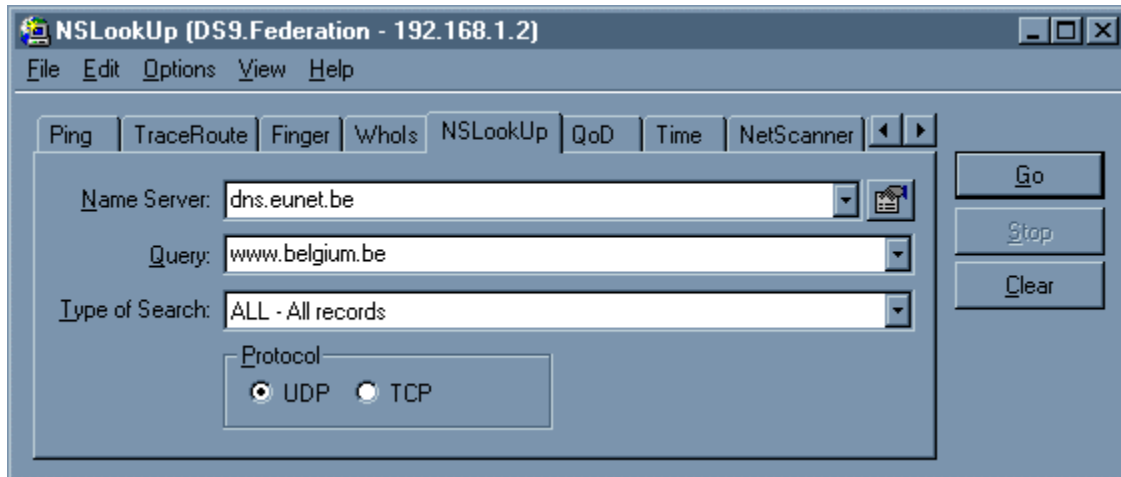 NSLookUp (DS9.Federation - 192.168.1.2)
File Edit Options View Help
Ping TraceRoute Finger WhoIs NSLookUp QoD Time NetScanner
Name Server: dns.eunet.be
Go
Query: www.belgium.be
Stop
Type of Search: ALL - All records
Clear
Protocol
UDP TCP